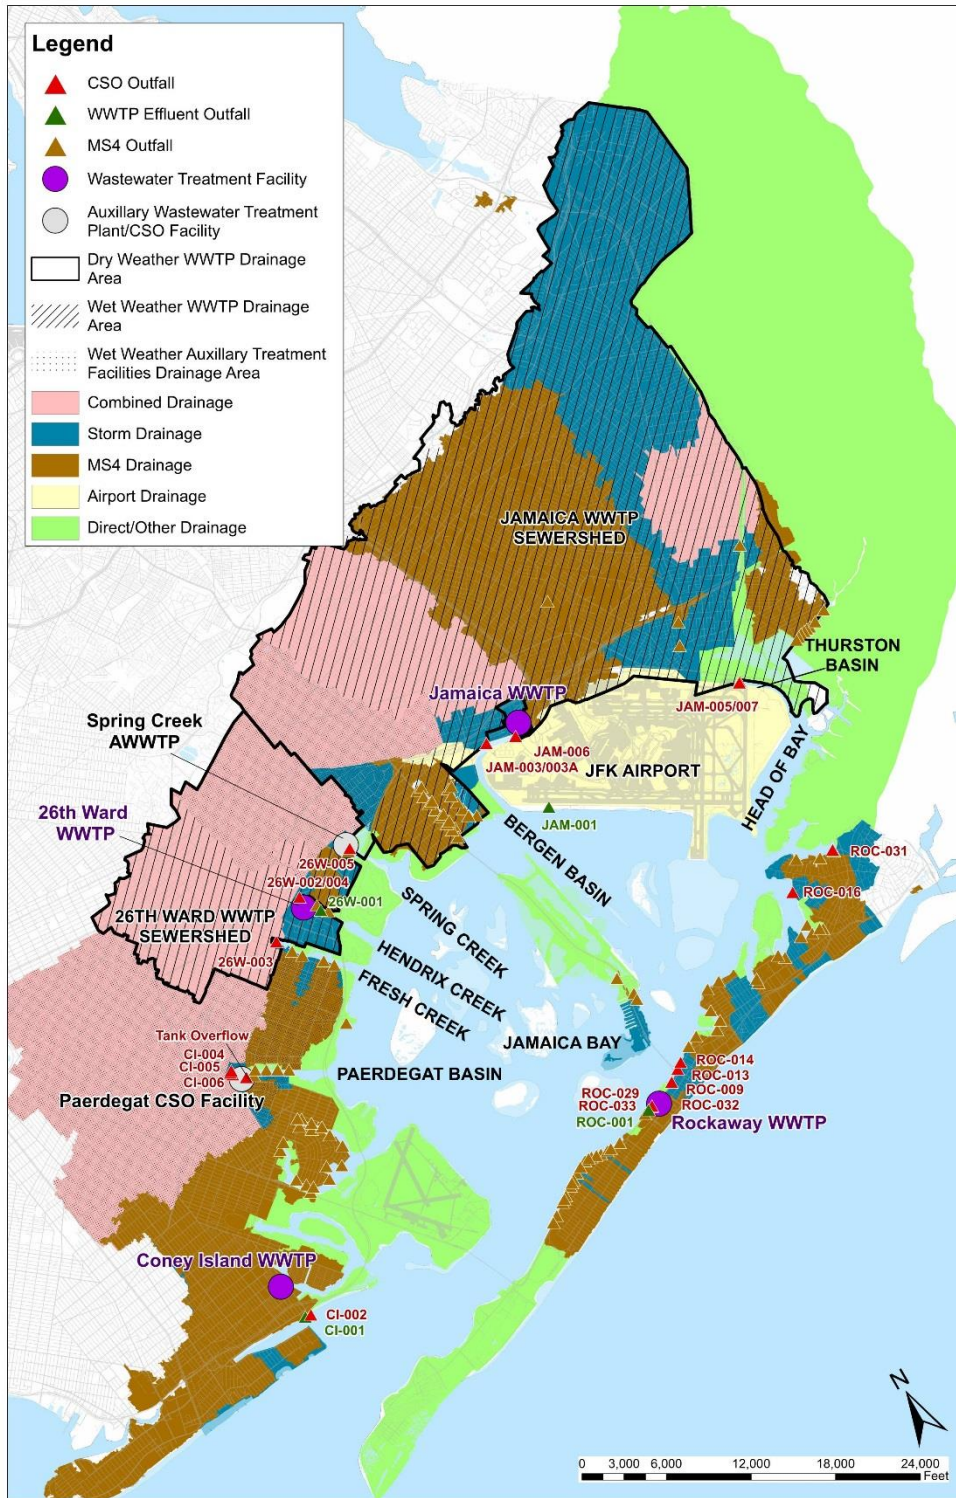 Legend
CSO Outfall
WWTP Effluent Outfall
MS4 Outfall
Wastewater Treatment Facility
Auxillary Wastewater Treatment
Plant/CSO Facility
Dry Weather WWTP Drainage
Area
Wet Weather WWTP Drainage
Area
Wet Weather Auxillary Treatment
Facilities Drainage Area
Combined Drainage
Storm Drainage
MS4 Drainage
Airport Drainage
Direct/Other Drainage
JAMAICA WWTP
SEWERSHED
THURSTON
BASIN
Jamaica WWTP
JAM-005/007
Spring Creek
AWWTP
JAM-006
JAM-003/003A
JFK AIRPORT
HEAD OF BAY
26th Ward
WWTP
JAM-001
BERGEN BASIN
ROC-031
26W-005
26W-002/004
ROC-016
26W-001
26TH WARD WWTP
SEWERSHED
SPRING CREEK
HENDRIX CREEK
FRESH CREEK
26W-003
Tank Overflow
CI-004
CI-005
CI-006
JAMAICA BAY
PAERDEGAT BASIN
Paerdegat CSO Facility
ROC-014
ROC-013
ROC-009
ROC-029
ROC-033
ROC-032
ROC-001
Rockaway WWTP
Coney Island WWTP
CI-002
CI-001
N
0 3,000 6,000 12,000 18,000 24,000
Feet